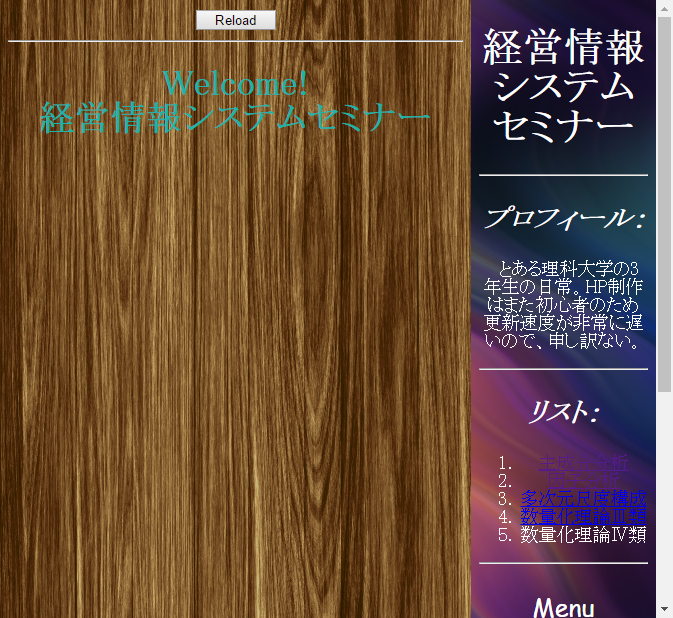 Reload
Welcome!
経営情報システムセミナー
経営情報
システム
セミナー
プロフィール：
とある理科大学の3
年生の日常。HP制作
はまた初心者のため
更新速度が非常に遅
いので、申し訳ない。
リスト：
1. 主成分分析
2.
3. 多次元尺度構成
4. 数量化理論Ⅲ類
5. 数量化理論Ⅳ類
Menu